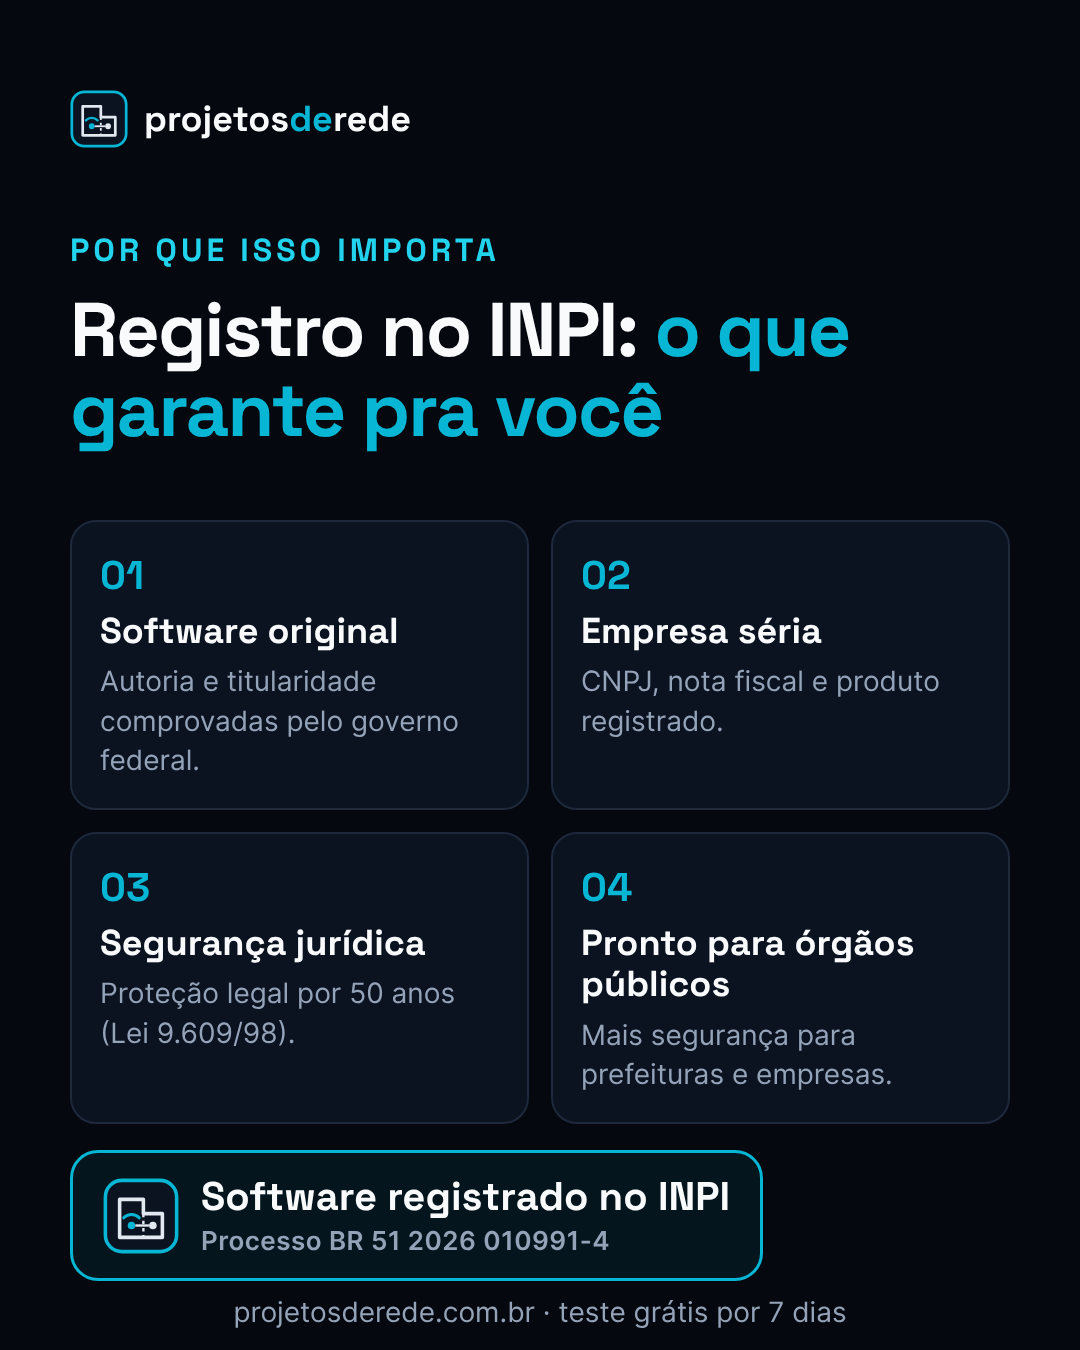 projetosderede
POR QUE ISSO IMPORTA
Registro no INPI: o que
garante pra você
01
Software original
Autoria e titularidade
comprovadas pelo governo
federal.
02
Empresa séria
CNPJ, nota fiscal e produto
registrado.
03
Segurança jurídica
Proteção legal por 50 anos
(Lei 9.609/98).
04
Pronto para órgãos
públicos
Mais segurança para
prefeituras e empresas.
Software registrado no INPI
Processo BR 51 2026 010991-4
projetosderede.com.br · teste grátis por 7 dias